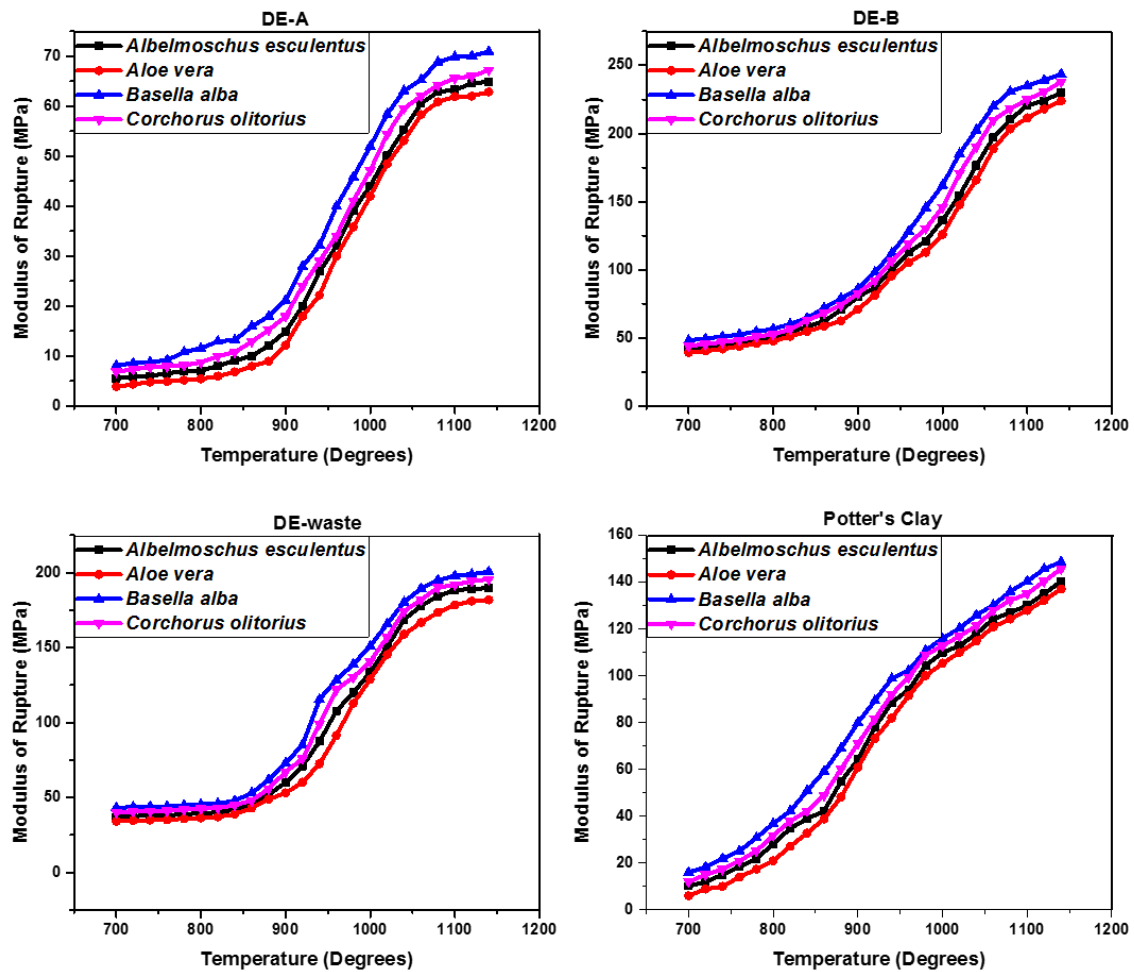 DE-A
Albelmoschus esculentus
Aloe vera
Basella alba
Corchorus olitorius
70
60
50
40
30
20
10
0
Modulus of Rupture (MPa)
700 800 900 1000 1100 1200
Temperature (Degrees)
DE-B
Albelmoschus esculentus
Aloe vera
Basella alba
Corchorus olitorius
250
200
150
100
50
0
Modulus of Rupture (MPa)
700 800 900 1000 1100 1200
Temperature (Degrees)
DE-waste
Albelmoschus esculentus
Aloe vera
Basella alba
Corchorus olitorius
200
150
100
50
0
Modulus of Rupture (MPa)
700 800 900 1000 1100 1200
Temperature (Degrees)
Potter's Clay
Albelmoschus esculentus
Aloe vera
Basella alba
Corchorus olitorius
160
140
120
100
80
60
40
20
0
Modulus of Rupture (MPa)
700 800 900 1000 1100 1200
Temperature (Degrees)